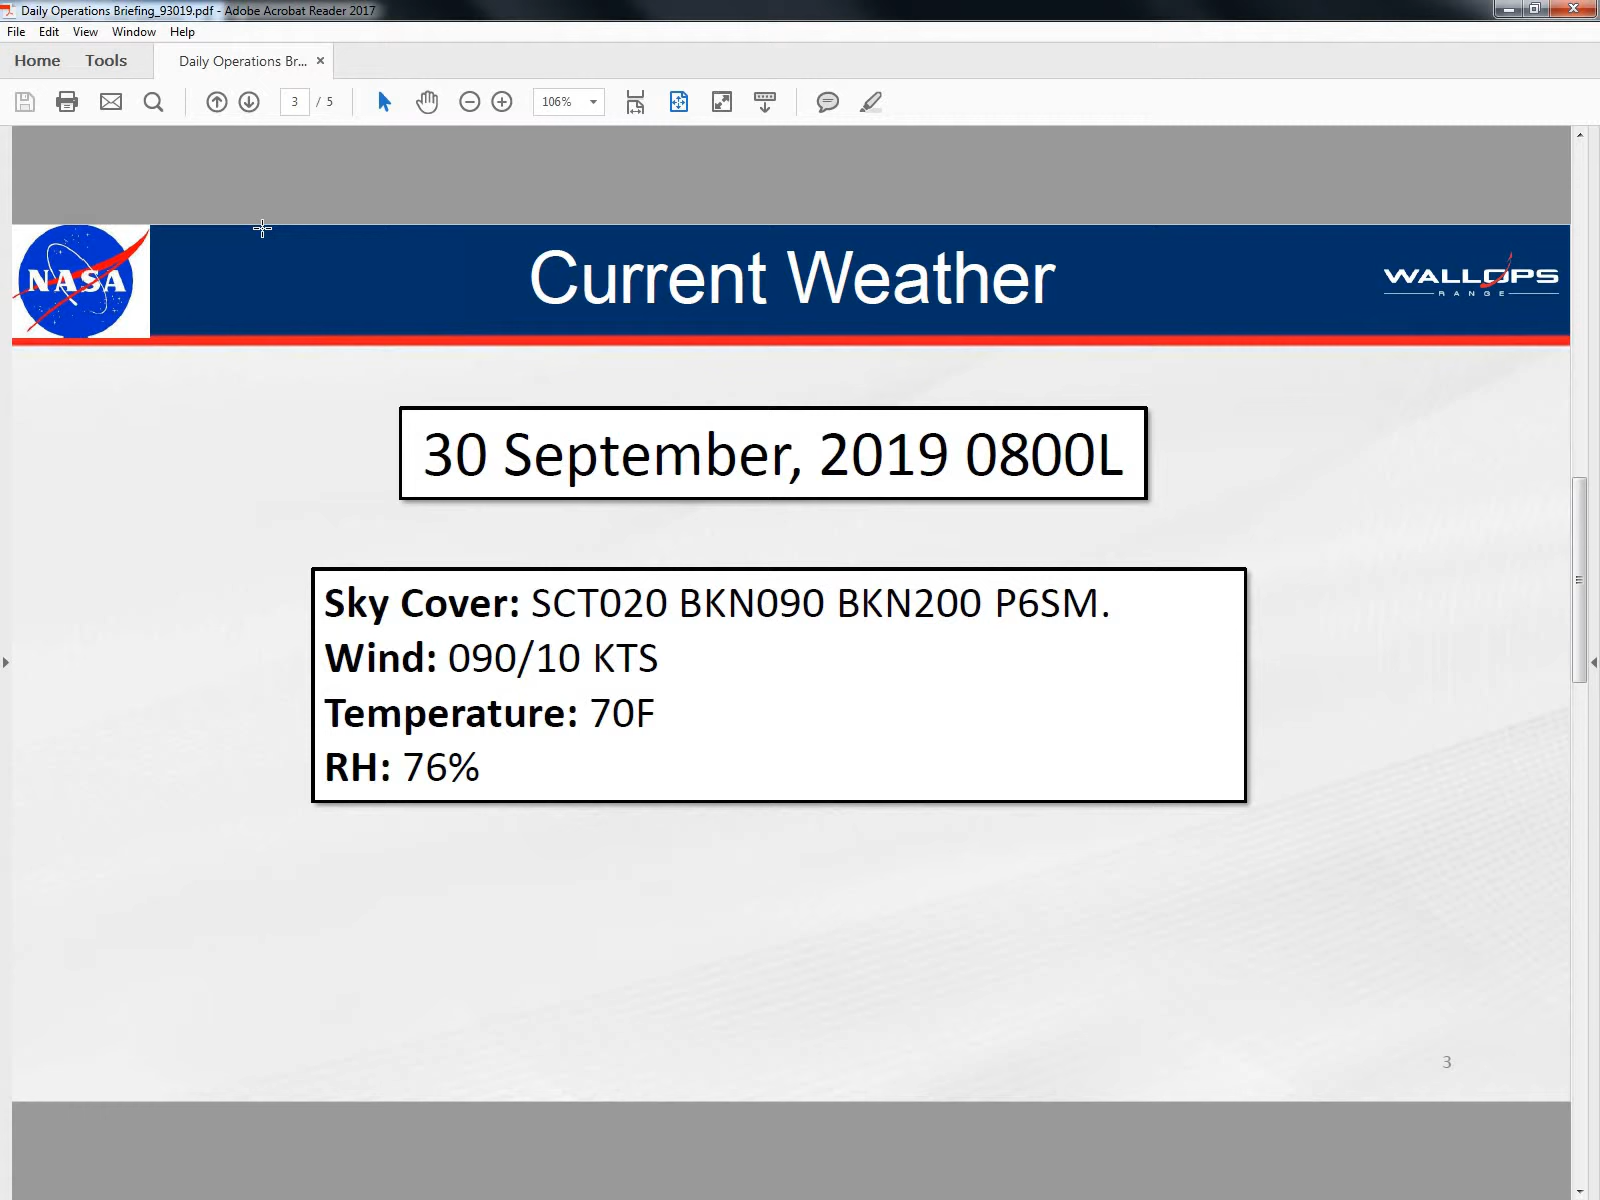 Daily Operations Briefing_93019.pdf - Adobe Acrobat Reader 2017
File Edit View Window Help
Home Tools Daily Operations Br... ×
3 / 5 106%
NASA
Current Weather
WALLOPS
RANGE
30 September, 2019 0800L
Sky Cover: SCT020 BKN090 BKN200 P6SM.
Wind: 090/10 KTS
Temperature: 70F
RH: 76%
3